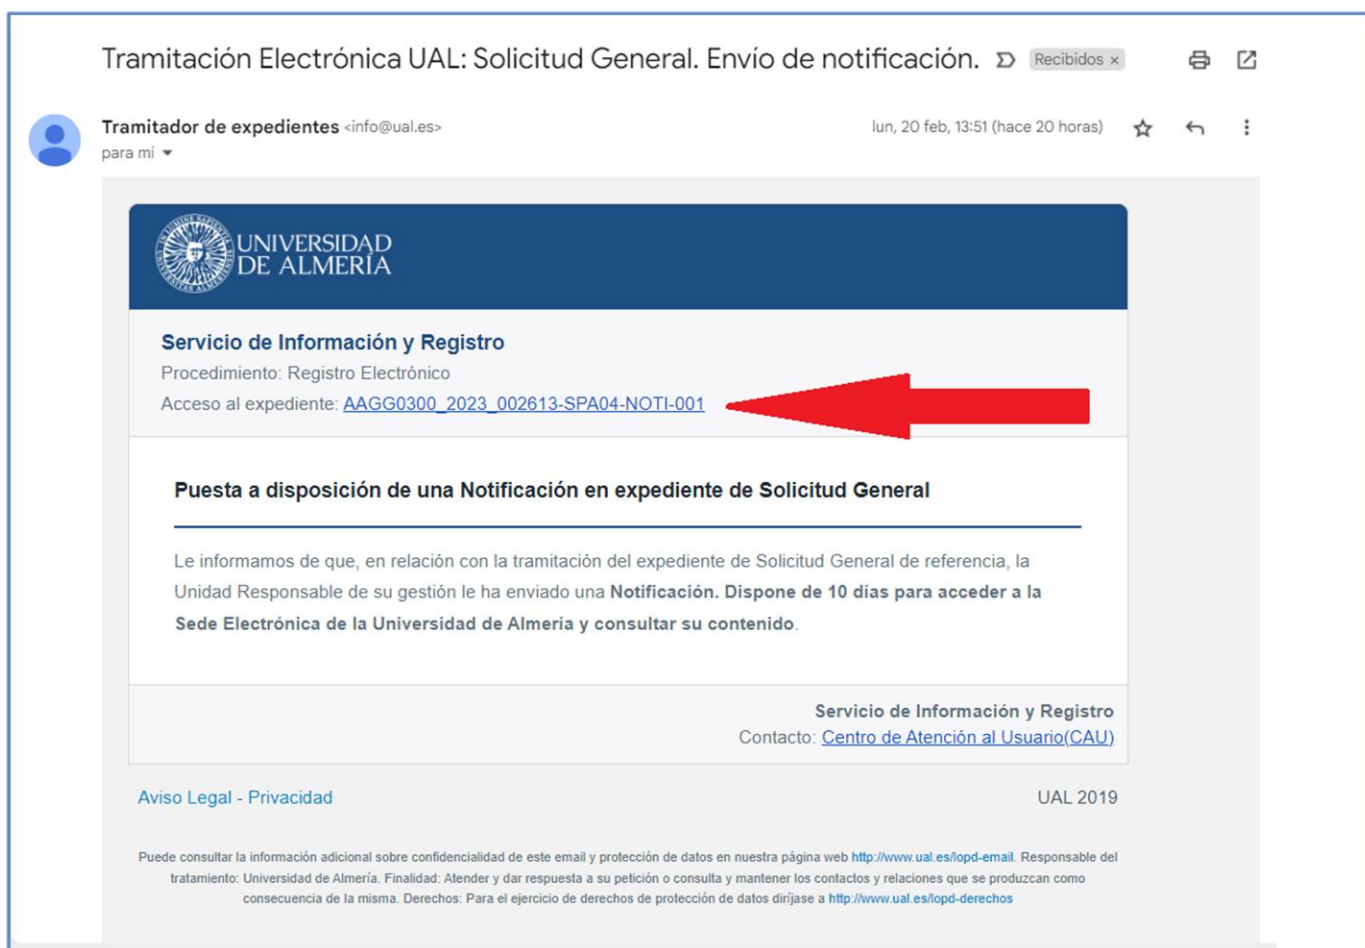 Tramitación Electrónica UAL: Solicitud General. Envío de notificación. Recibidos ×
Tramitador de expedientes <info@ual.es> lun, 20 feb, 13:51 (hace 20 horas)
para mí
UNIVERSIDAD
DE ALMERÍA
Servicio de Información y Registro
Procedimiento: Registro Electrónico
Acceso al expediente: AAGG0300_2023_002613-SPA04-NOTI-001
Puesta a disposición de una Notificación en expediente de Solicitud General
Le informamos de que, en relación con la tramitación del expediente de Solicitud General de referencia, la
Unidad Responsable de su gestión le ha enviado una Notificación. Dispone de 10 días para acceder a la
Sede Electrónica de la Universidad de Almería y consultar su contenido.
Servicio de Información y Registro
Contacto: Centro de Atención al Usuario(CAU)
Aviso Legal - Privacidad UAL 2019
Puede consultar la información adicional sobre confidencialidad de este email y protección de datos en nuestra página web http://www.ual.es/lopd-email. Responsable del
tratamiento: Universidad de Almería. Finalidad: Atender y dar respuesta a su petición o consulta y mantener los contactos y relaciones que se produzcan como
consecuencia de la misma. Derechos: Para el ejercicio de derechos de protección de datos diríjase a http://www.ual.es/lopd-derechos